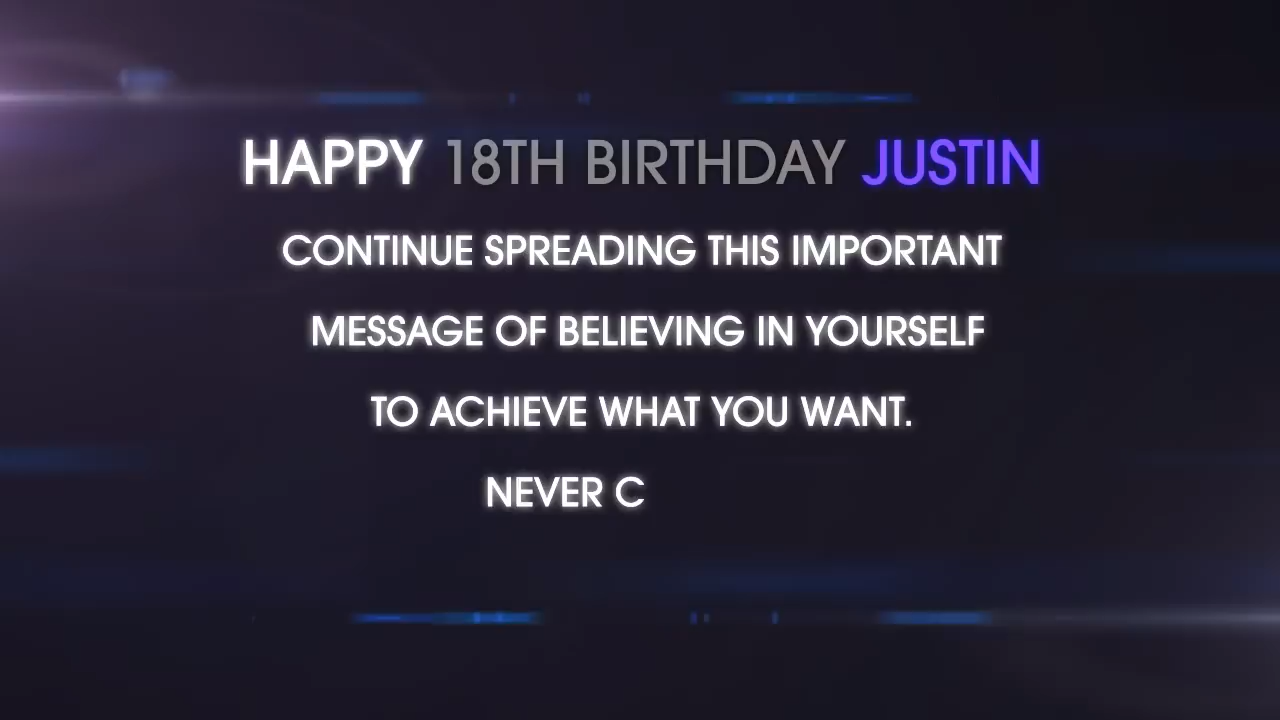 HAPPY 18TH BIRTHDAY JUSTIN
CONTINUE SPREADING THIS IMPORTANT
MESSAGE OF BELIEVING IN YOURSELF
TO ACHIEVE WHAT YOU WANT.
NEVER C